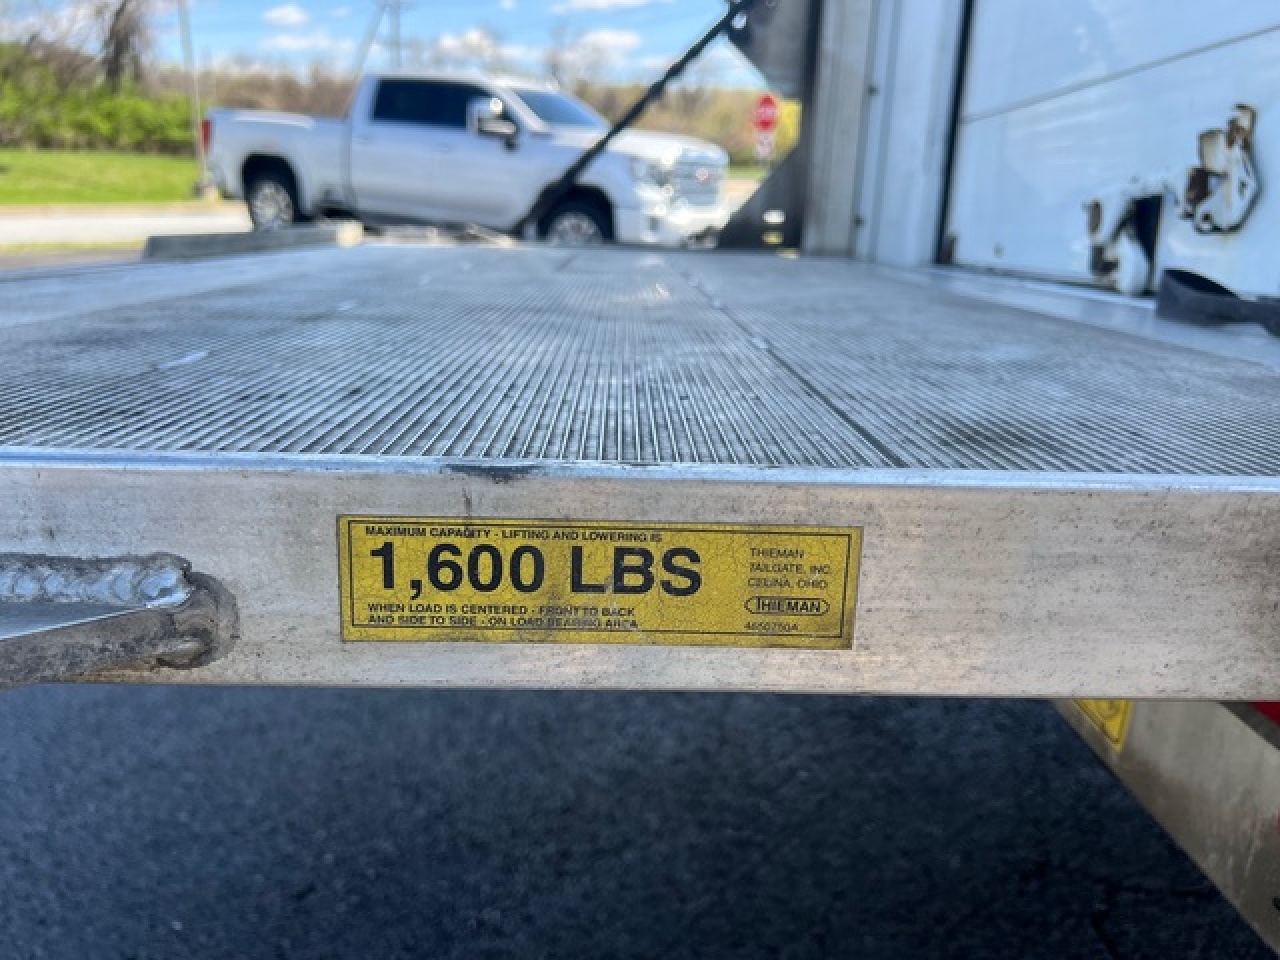 MAXIMUM CAPACITY - LIFTING AND LOWERING IS
1,600 LBS
WHEN LOAD IS CENTERED - FRONT TO BACK
AND SIDE TO SIDE - ON LOAD BEARING AREA
THIEMAN
TAILGATE, INC.
CELINA, OHIO
THIEMAN
4650750A